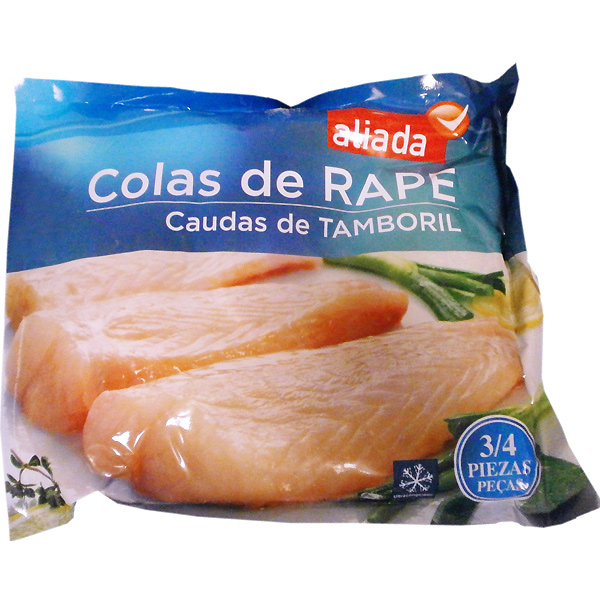 aliada
Colas de RAPE
Caudas de TAMBORIL
3/4
PIEZAS
PEÇAS